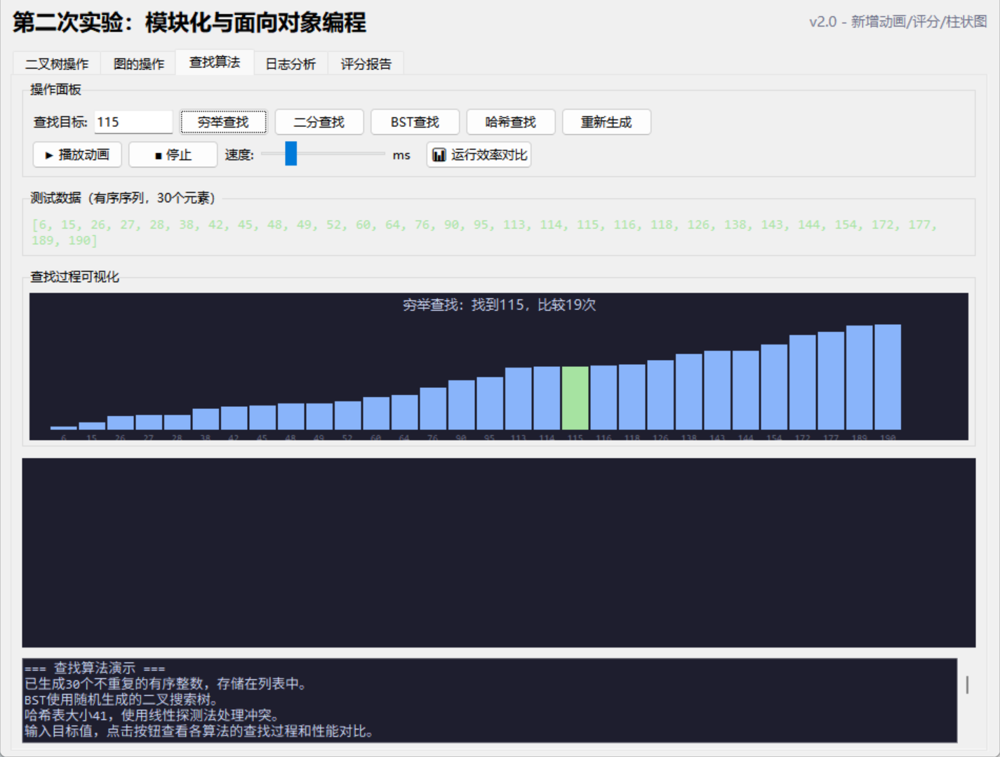 第二次实验：模块化与面向对象编程
v2.0 - 新增动画/评分/柱状图
二叉树操作 图的操作 查找算法 日志分析 评分报告
操作面板
查找目标: 115 穷举查找 二分查找 BST查找 哈希查找 重新生成
▶ 播放动画 ■ 停止 速度: ms 运行效率对比
测试数据（有序序列，30个元素）
[6, 15, 26, 27, 28, 38, 42, 45, 48, 49, 52, 60, 64, 76, 90, 95, 113, 114, 115, 116, 118, 126, 138, 143, 144, 154, 172, 177,
189, 190]
查找过程可视化
穷举查找：找到115，比较19次
6 15 26 27 28 38 42 45 48 49 52 60 64 76 90 95 113 114 115 116 118 126 138 143 144 154 172 177 189 190
=== 查找算法演示 ===
已生成30个不重复的有序整数，存储在列表中。
BST使用随机生成的二叉搜索树。
哈希表大小41，使用线性探测法处理冲突。
输入目标值，点击按钮查看各算法的查找过程和性能对比。